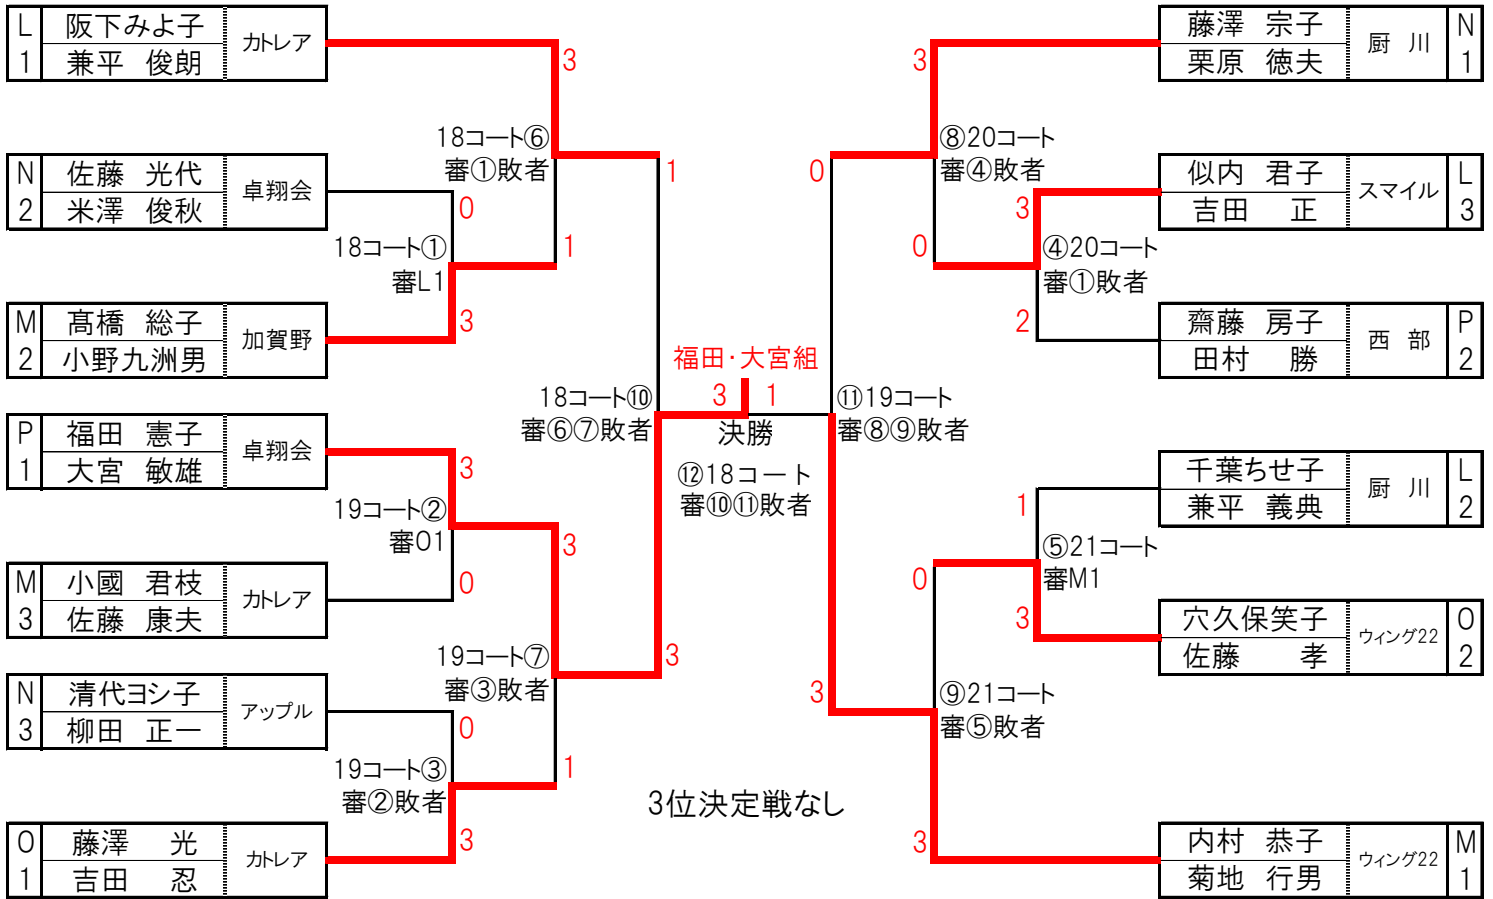 L 阪下みよ子 カトレア
1 兼平 俊朗
3
18コート⑥
審①敗者
N 佐藤 光代 卓翔会
2 米澤 俊秋
0
1
18コート①
審L1
1
M 髙橋 総子 加賀野
2 小野九洲男
3
18コート⑩
審⑥⑦敗者
P 福田 憲子 卓翔会
1 大宮 敏雄
3
19コート②
審O1
3
M 小國 君枝 カトレア
3 佐藤 康夫
0
19コート⑦
審③敗者
3
N 清代ヨシ子 アップル
3 柳田 正一
0
19コート③
審②敗者
1
O 藤澤 光 カトレア
1 吉田 忍
3
福田・大宮組
3 1
決勝
⑫18コート
審⑩⑪敗者
3位決定戦なし
藤澤 宗子 厨 川 N
栗原 徳夫 1
3
⑧20コート
審④敗者
0
似内 君子 スマイル L
吉田 正 3
3
0
④20コート
審①敗者
2
齋藤 房子 西 部 P
田村 勝 2
⑪19コート
審⑧⑨敗者
千葉ちせ子 厨 川 L
兼平 義典 2
1
⑤21コート
審M1
0
3
穴久保笑子 ウィング22 O
佐藤 孝 2
3
⑨21コート
審⑤敗者
3
内村 恭子 ウィング22 M
菊地 行男 1